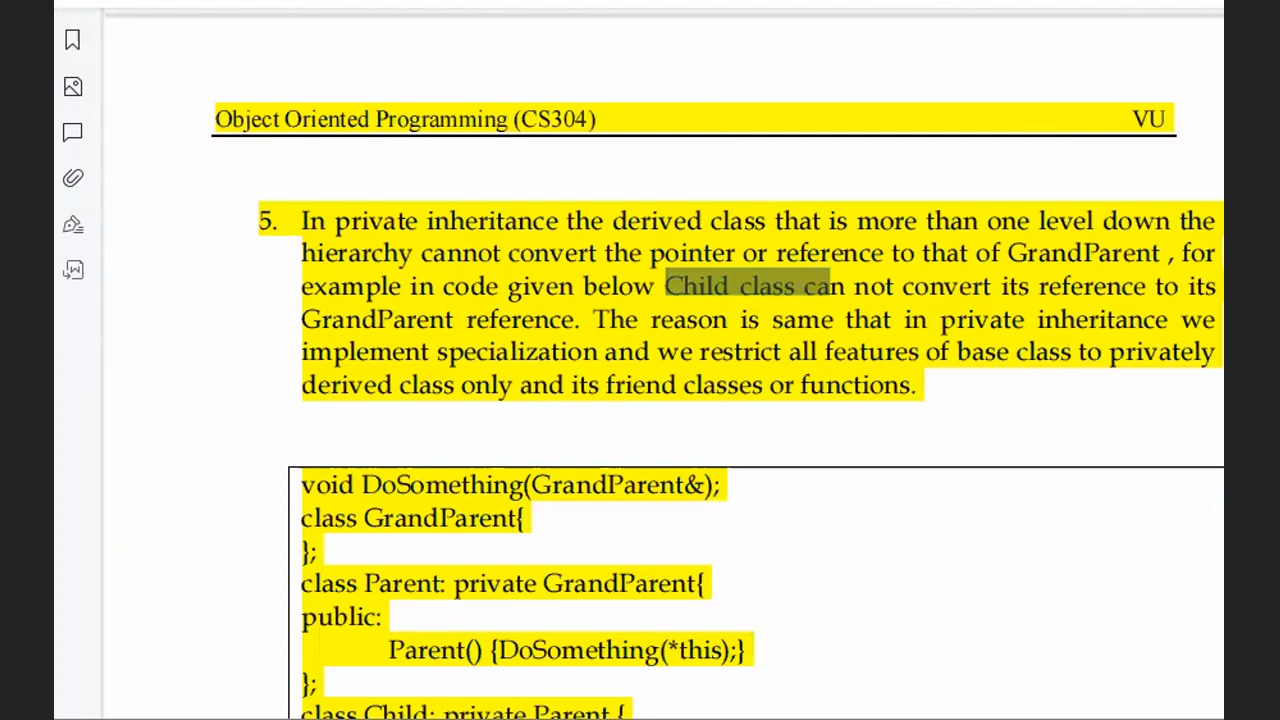 Object Oriented Programming (CS304) VU
5. In private inheritance the derived class that is more than one level down the
hierarchy cannot convert the pointer or reference to that of GrandParent , for
example in code given below Child class can not convert its reference to its
GrandParent reference. The reason is same that in private inheritance we
implement specialization and we restrict all features of base class to privately
derived class only and its friend classes or functions.
void DoSomething(GrandParent&);
class GrandParent{
};
class Parent: private GrandParent{
public:
Parent() {DoSomething(*this);}
};
class Child: private Parent {